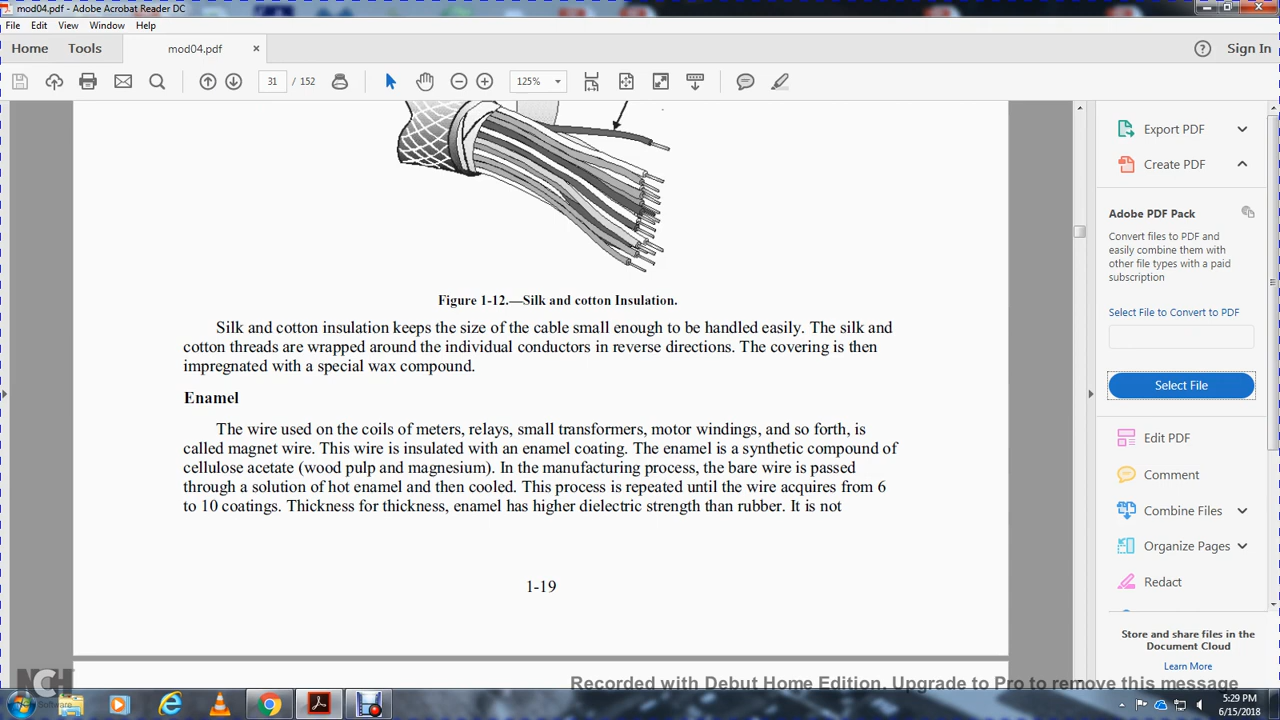 mod04.pdf - Adobe Acrobat Reader DC
File Edit View Window Help
Home Tools mod04.pdf × Sign In
31 / 152 125%
Figure 1-12.—Silk and cotton Insulation.
Silk and cotton insulation keeps the size of the cable small enough to be handled easily. The silk and
cotton threads are wrapped around the individual conductors in reverse directions. The covering is then
impregnated with a special wax compound.
Enamel
The wire used on the coils of meters, relays, small transformers, motor windings, and so forth, is
called magnet wire. This wire is insulated with an enamel coating. The enamel is a synthetic compound of
cellulose acetate (wood pulp and magnesium). In the manufacturing process, the bare wire is passed
through a solution of hot enamel and then cooled. This process is repeated until the wire acquires from 6
to 10 coatings. Thickness for thickness, enamel has higher dielectric strength than rubber. It is not
1-19
Export PDF
Create PDF
Adobe PDF Pack
Convert files to PDF and
easily combine them with
other file types with a paid
subscription
Select File to Convert to PDF
Select File
Edit PDF
Comment
Combine Files
Organize Pages
Redact
Store and share files in the
Document Cloud
Learn More
NCH
Software
Recorded with Debut Home Edition. Upgrade to Pro to remove this message
5:29 PM
6/15/2018